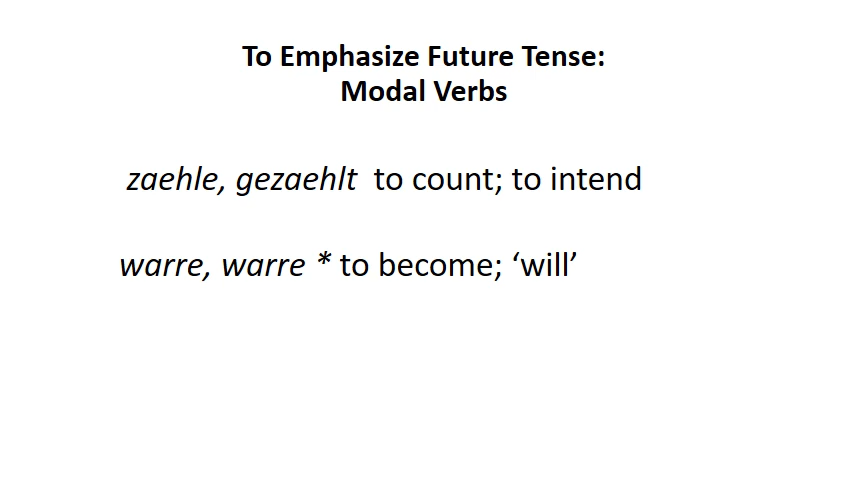 To Emphasize Future Tense:
Modal Verbs
zaehle, gezaehlt to count; to intend
warre, warre * to become; ‘will’